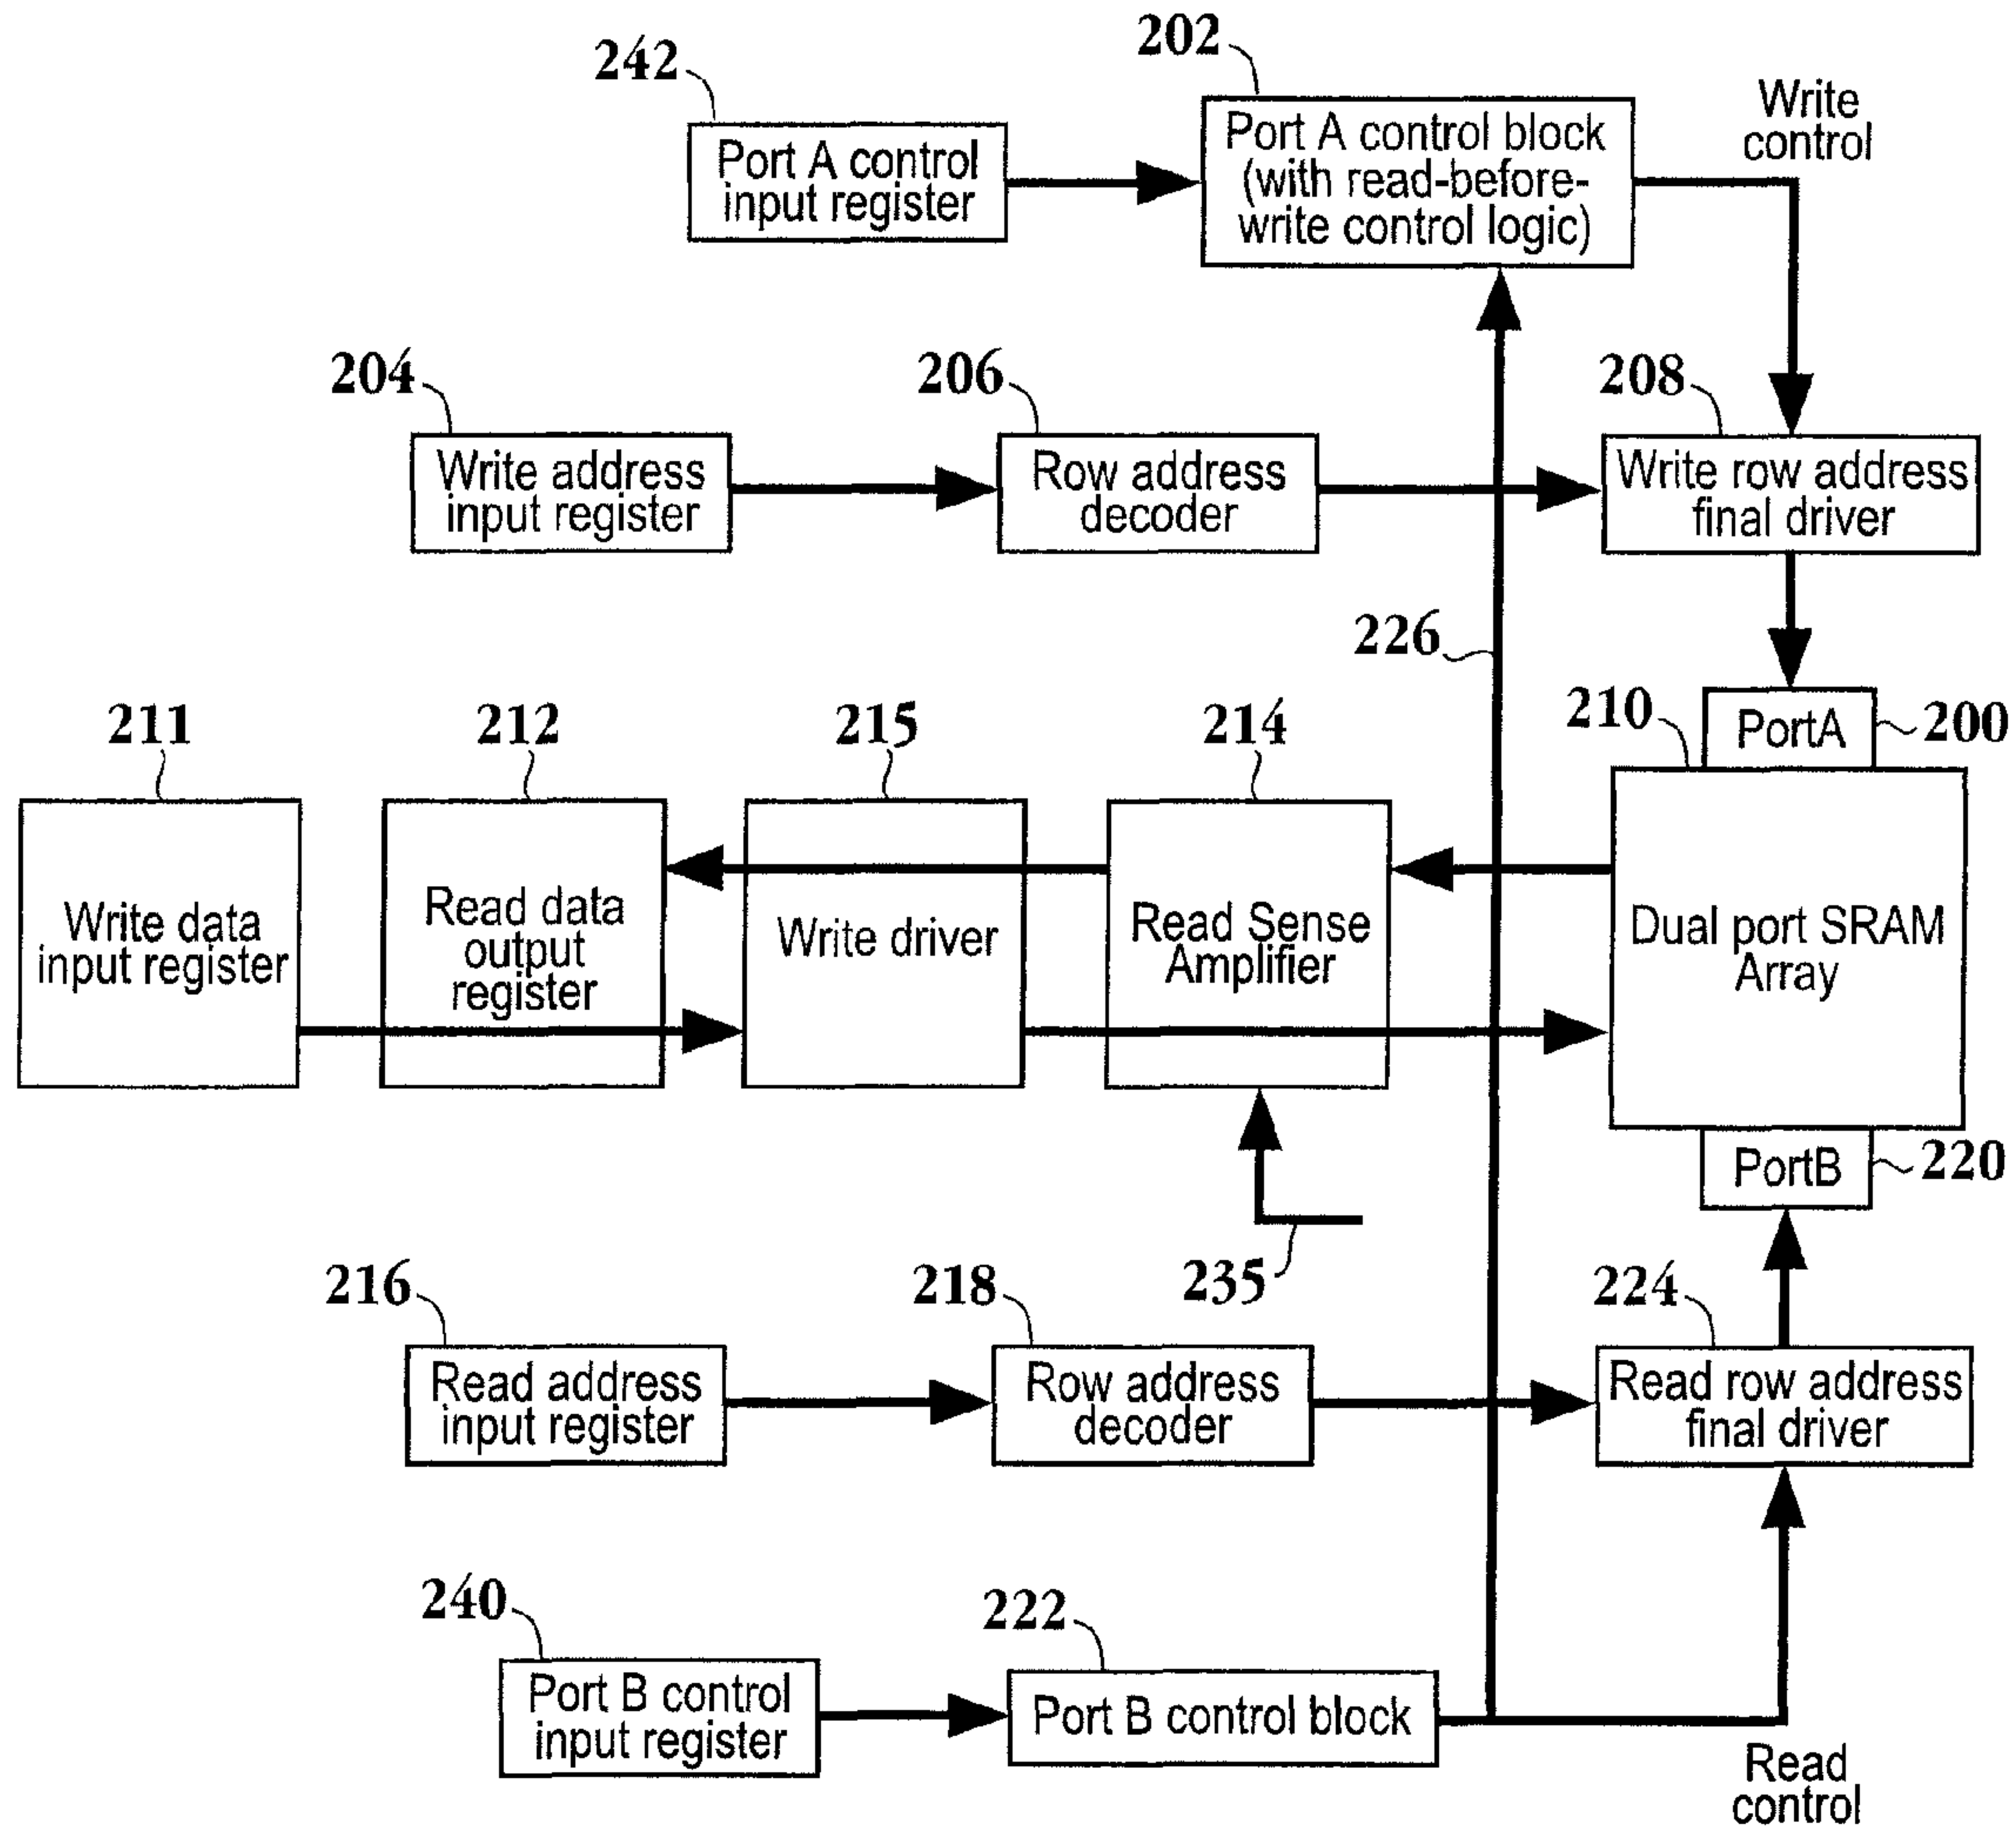 242
202
Port A control
input register
Port A control block
(with read-before-
write control logic)
Write
control
204
206
208
Write address
input register
Row address
decoder
Write row address
final driver
226
211
212
215
214
210
PortA
200
Write data
input register
Read data
output
register
Write driver
Read Sense
Amplifier
Dual port SRAM
Array
PortB
220
235
216
218
224
Read address
input register
Row address
decoder
Read row address
final driver
240
222
Port B control
input register
Port B control block
Read
control